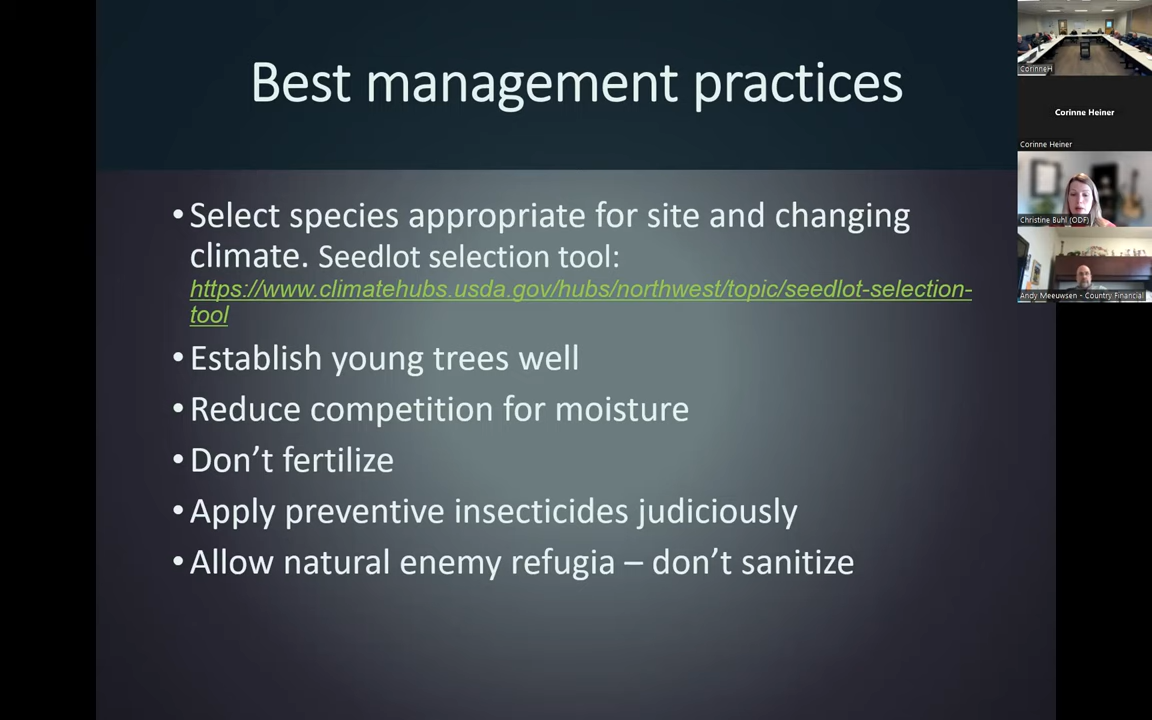 Best management practices
• Select species appropriate for site and changing
climate. Seedlot selection tool:
https://www.climatehubs.usda.gov/hubs/northwest/topic/seedlot-selection-
tool
• Establish young trees well
• Reduce competition for moisture
• Don’t fertilize
• Apply preventive insecticides judiciously
• Allow natural enemy refugia – don’t sanitize
CorinneH
Corinne Heiner
Corinne Heiner
Christine Buhl (ODF)
Andy Meeuwsen - Country Financial